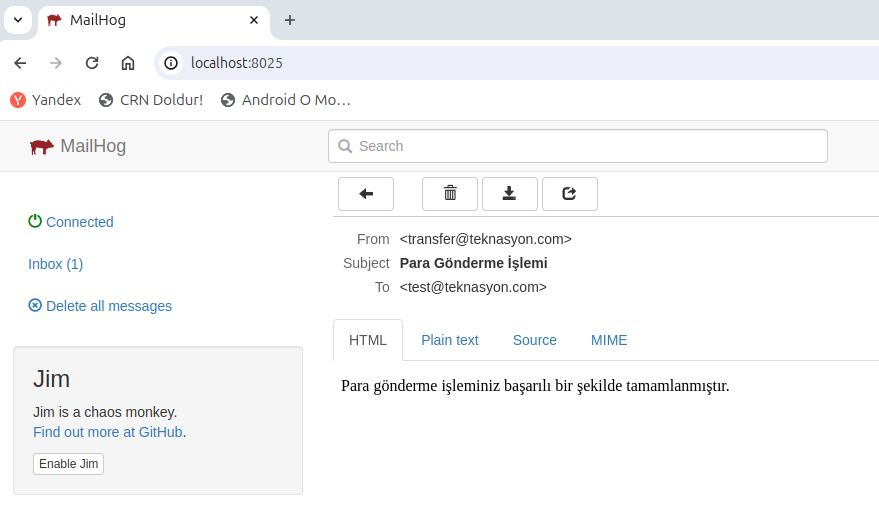 MailHog
localhost:8025
Yandex CRN Doldur! Android O Mo…
MailHog Search
Connected
Inbox (1)
Delete all messages
Jim
Jim is a chaos monkey.
Find out more at GitHub.
Enable Jim
From <transfer@teknasyon.com>
Subject Para Gönderme İşlemi
To <test@teknasyon.com>
HTML Plain text Source MIME
Para gönderme işleminiz başarılı bir şekilde tamamlanmıştır.